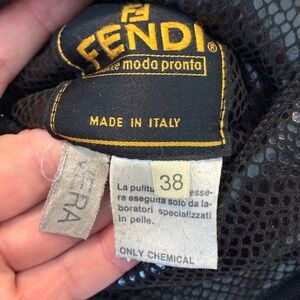 FENDI®
moda pronta
MADE IN ITALY
38
La pulitu
esse-
re eseguita solo da la-
boratori specializzati
in pelle.
ONLY CHEMICAL